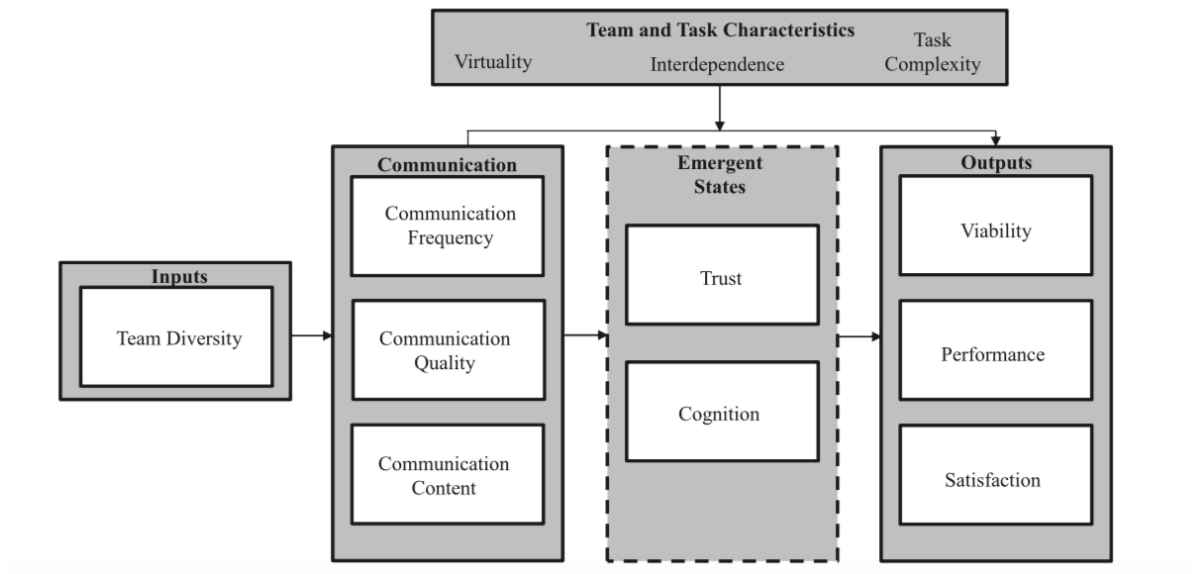 Team and Task Characteristics
Virtuality
Interdependence
Task
Complexity
Inputs
Team Diversity
Communication
Communication
Frequency
Communication
Quality
Communication
Content
Emergent
States
Trust
Cognition
Outputs
Viability
Performance
Satisfaction